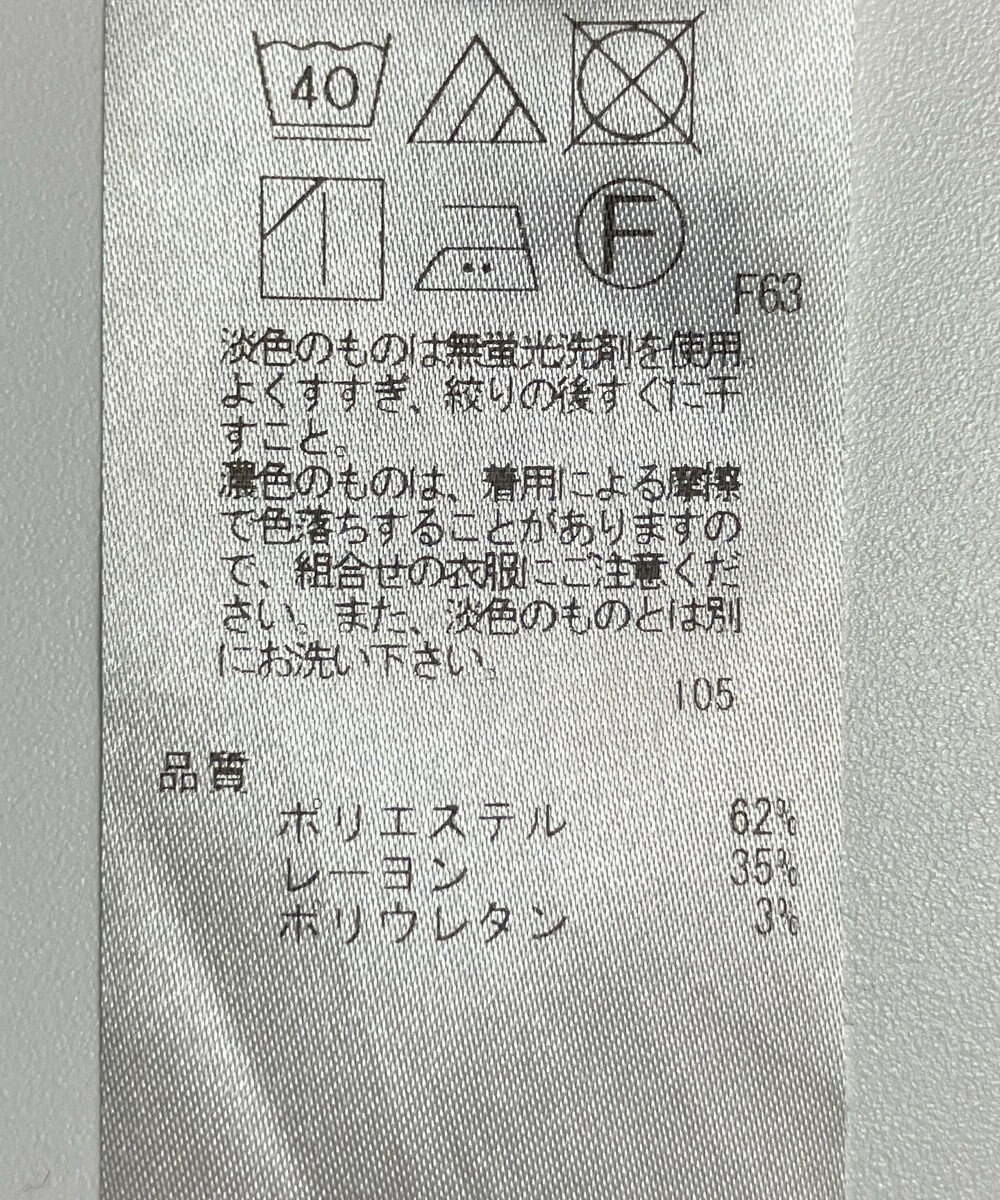 40
F
F63
淡色のものは無蛍光洗剤を使用
よくすすぎ、絞りの後すぐに干
すこと。
濃色のものは、着用による摩擦
で色落ちすることがありますの
で、組合せの衣服にご注意くだ
さい。また、淡色のものとは別
にお洗い下さい。
105
品質
ポリエステル 62%
レーヨン 35%
ポリウレタン 3%